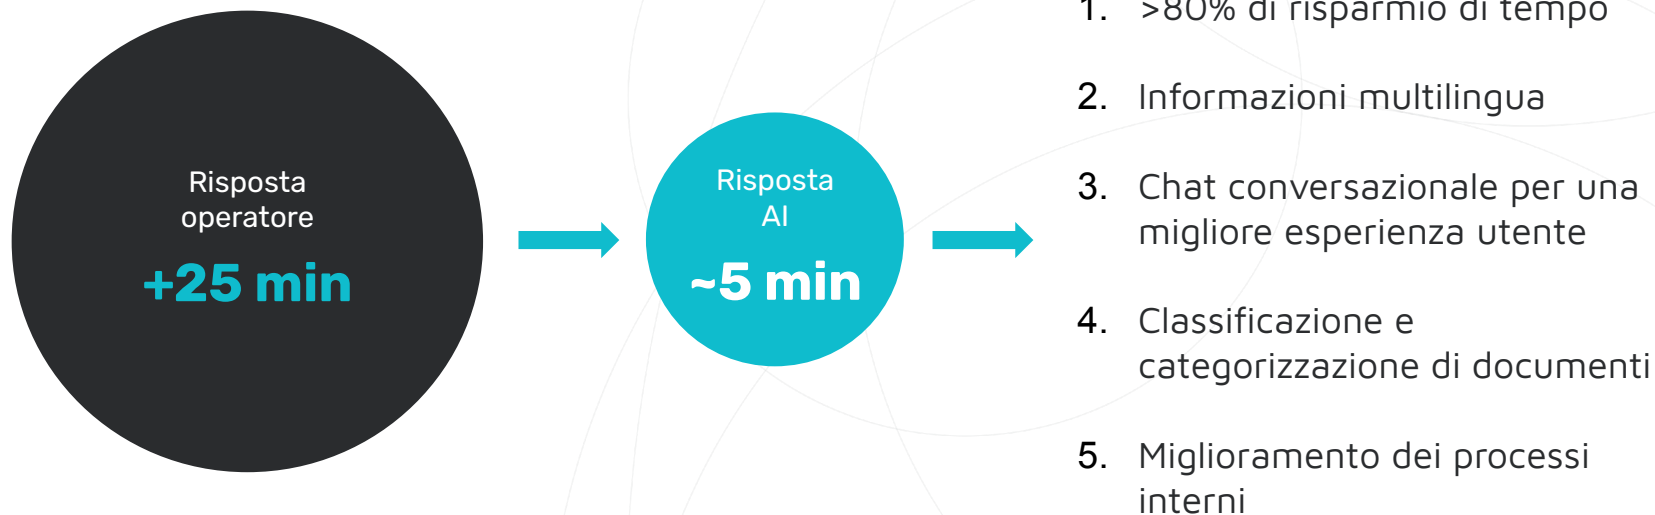 Risposta
operatore
+25 min
Risposta
AI
~5 min
1. >80% di risparmio di tempo
2. Informazioni multilingua
3. Chat conversazionale per una
migliore esperienza utente
4. Classificazione e
categorizzazione di documenti
5. Miglioramento dei processi
interni